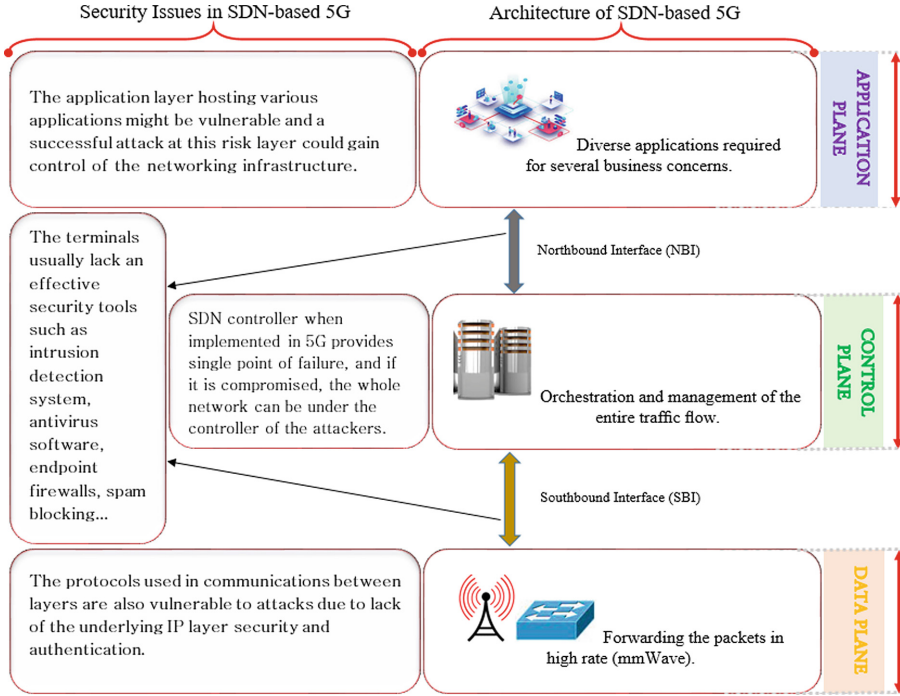 Security Issues in SDN-based 5G
Architecture of SDN-based 5G
The application layer hosting various
applications might be vulnerable and a
successful attack at this risk layer could gain
control of the networking infrastructure.
Diverse applications required
for several business concerns.
APPLICATION
PLANE
The terminals
usually lack an
effective
security tools
such as
intrusion
detection
system,
antivirus
software,
endpoint
firewalls, spam
blocking...
Northbound Interface (NBI)
SDN controller when
implemented in 5G provides
single point of failure, and if
it is compromised, the whole
network can be under the
controller of the attackers.
Orchestration and management of the
entire traffic flow.
CONTROL
PLANE
Southbound Interface (SBI)
The protocols used in communications between
layers are also vulnerable to attacks due to lack
of the underlying IP layer security and
authentication.
Forwarding the packets in
high rate (mmWave).
DATA PLANE